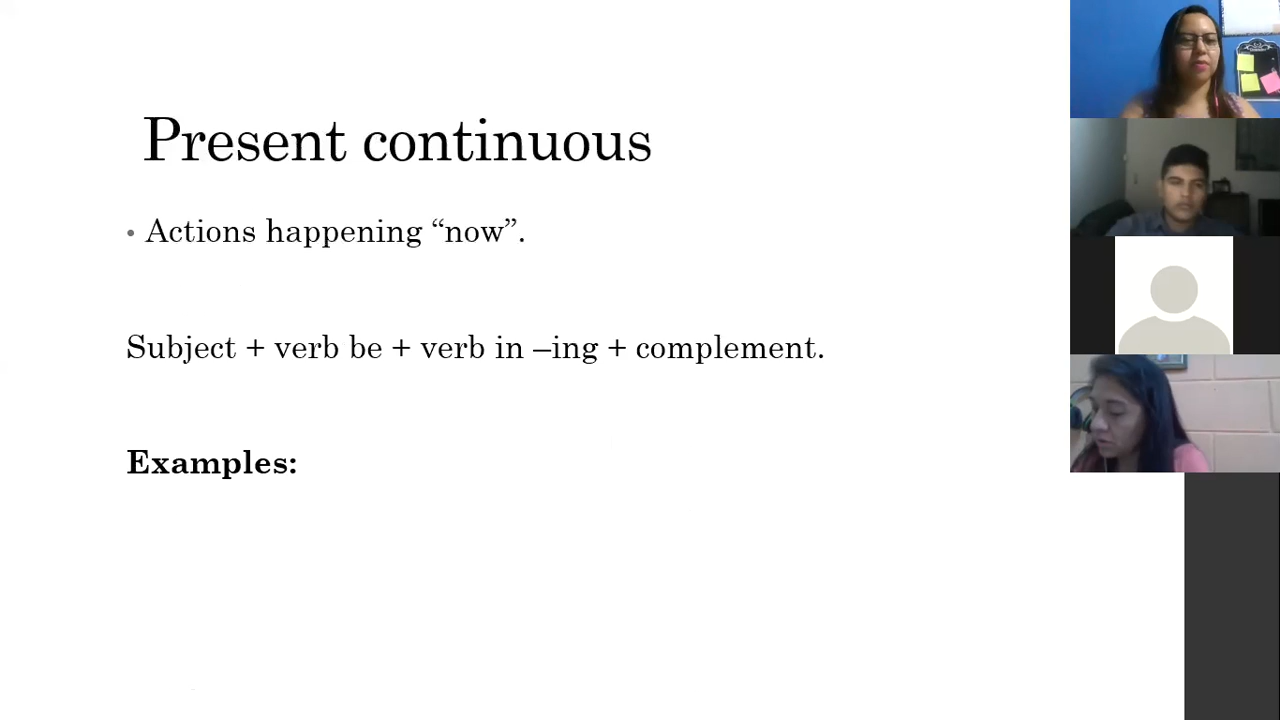 Present continuous
• Actions happening “now”.
Subject + verb be + verb in –ing + complement.
Examples: